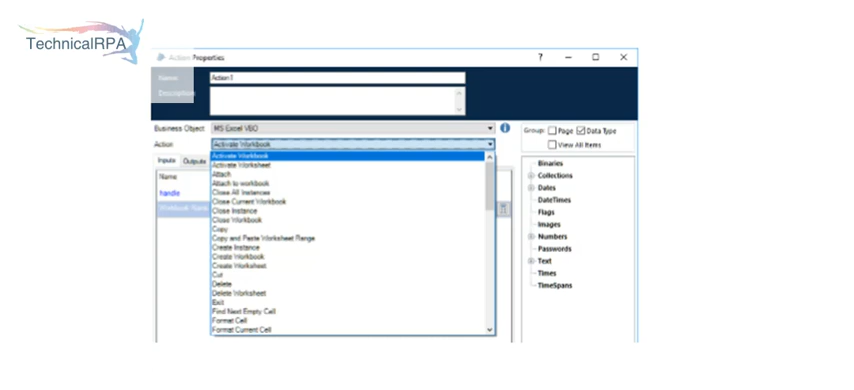 TechnicalRPA
Action Properties
Name
Action1
Description
Business Object MS Excel VBO
Action Activate Workbook
Inputs Outputs
Name
handle
Workbook Name
Activate Workbook
Activate Worksheet
Attach
Attach to workbook
Close All Instances
Close Current Workbook
Close Instance
Close Workbook
Copy
Copy and Paste Worksheet Range
Create Instance
Create Workbook
Create Worksheet
Cut
Delete
Delete Worksheet
Exit
Find Next Empty Cell
Format Cell
Format Current Cell
Group: Page Data Type
View All Items
Binaries
Collections
Dates
DateTimes
Flags
Images
Numbers
Passwords
Text
Times
TimeSpans